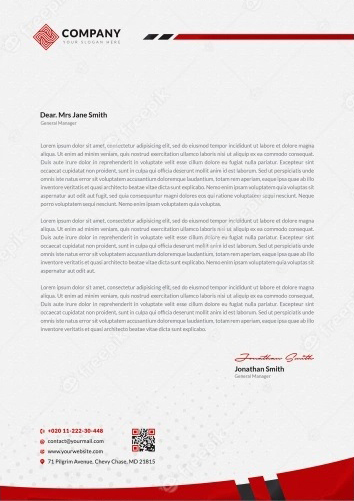 COMPANY
YOUR SLOGAN HERE
Dear. Mrs Jane Smith
General Manager
Lorem ipsum dolor sit amet, consectetur adipisicing elit, sed do eiusmod tempor incididunt ut labore et dolore magna
aliqua. Ut enim ad minim veniam, quis nostrud exercitation ullamco laboris nisi ut aliquip ex ea commodo consequat.
Duis aute irure dolor in reprehenderit in voluptate velit esse cillum dolore eu fugiat nulla pariatur. Excepteur sint
occaecat cupidatat non proident, sunt in culpa qui officia deserunt mollit anim id est laborum. Sed ut perspiciatis unde
omnis iste natus error sit voluptatem accusantium doloremque laudantium, totam rem aperiam, eaque ipsa quae ab illo
inventore veritatis et quasi architecto beatae vitae dicta sunt explicabo. Nemo enim ipsam voluptatem quia voluptas sit
aspernatur aut odit aut fugit, sed quia consequuntur magni dolores eos qui ratione voluptatem sequi nesciunt. Neque
porro voluptatem sequi nesciunt. Nemo enim ipsam voluptatem quia voluptas.
Lorem ipsum dolor sit amet, consectetur adipisicing elit, sed do eiusmod tempor incididunt ut labore et dolore magna
aliqua. Ut enim ad minim veniam, quis nostrud exercitation ullamco laboris nisi ut aliquip ex ea commodo consequat.
Duis aute irure dolor in reprehenderit in voluptate velit esse cillum dolore eu fugiat nulla pariatur. Excepteur sint
occaecat cupidatat non proident, sunt in culpa qui officia deserunt mollit anim id est laborum. Sed ut perspiciatis unde
omnis iste natus error sit voluptatem accusantium doloremque laudantium, totam rem aperiam, eaque ipsa quae ab illo
inventore veritatis et quasi architecto beatae vitae dicta sunt explicabo. Nemo enim ipsam voluptatem quia voluptas sit
aspernatur aut odit aut.
Lorem ipsum dolor sit amet, consectetur adipisicing elit, sed do eiusmod tempor incididunt ut labore et dolore magna
aliqua. Ut enim ad minim veniam, quis nostrud exercitation ullamco laboris nisi ut aliquip ex ea commodo consequat.
Duis aute irure dolor in reprehenderit in voluptate velit esse cillum dolore eu fugiat nulla pariatur. Excepteur sint
occaecat cupidatat non proident, sunt in culpa qui officia deserunt mollit anim id est laborum. Sed ut perspiciatis unde
omnis iste natus error sit voluptatem accusantium doloremque laudantium, totam rem aperiam, eaque ipsa quae ab illo
inventore veritatis et quasi architecto beatae vitae dicta sunt explicabo.
Jonathan Smith
Jonathan Smith
General Manager
+020 11-222-30-448
contact@yourmail.com
www.yourwebsite.com
71 Pilgrim Avenue, Chevy Chase, MD 21815